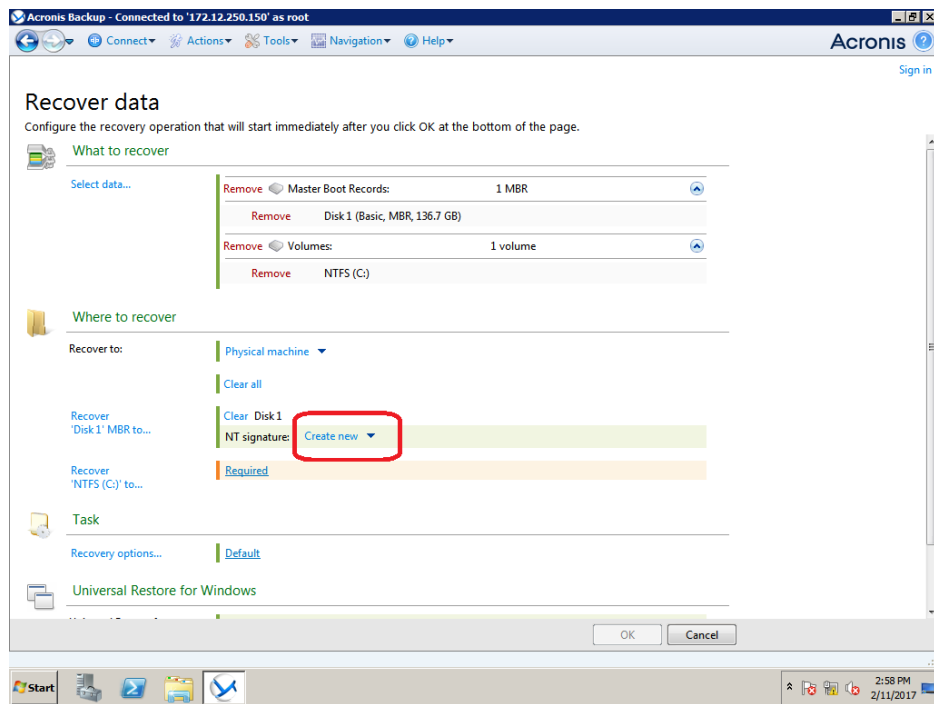 Acronis Backup - Connected to '172.12.250.150' as root
Connect Actions Tools Navigation Help Acronis
Sign in
Recover data
Configure the recovery operation that will start immediately after you click OK at the bottom of the page.
What to recover
Select data... Remove Master Boot Records: 1 MBR
Remove Disk 1 (Basic, MBR, 136.7 GB)
Remove Volumes: 1 volume
Remove NTFS (C:)
Where to recover
Recover to: Physical machine
Clear all
Recover 
'Disk 1' MBR to...
Clear Disk 1
NT signature: Create new
Recover
'NTFS (C:)' to...
Required
Task
Recovery options... Default
Universal Restore for Windows
OK Cancel
Start
2:58 PM
2/11/2017